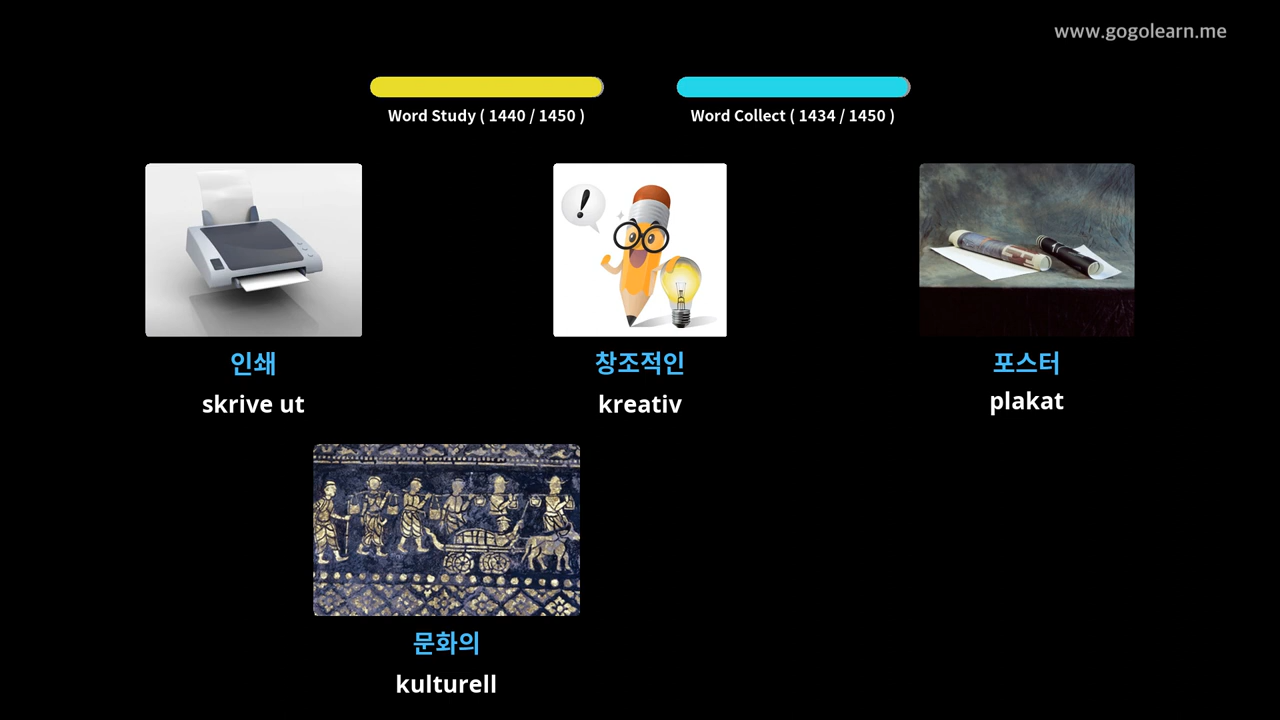 www.gogolearn.me
Word Study ( 1440 / 1450 )
Word Collect ( 1434 / 1450 )
인쇄
skrive ut
창조적인
kreativ
포스터
plakat
문화의
kulturell